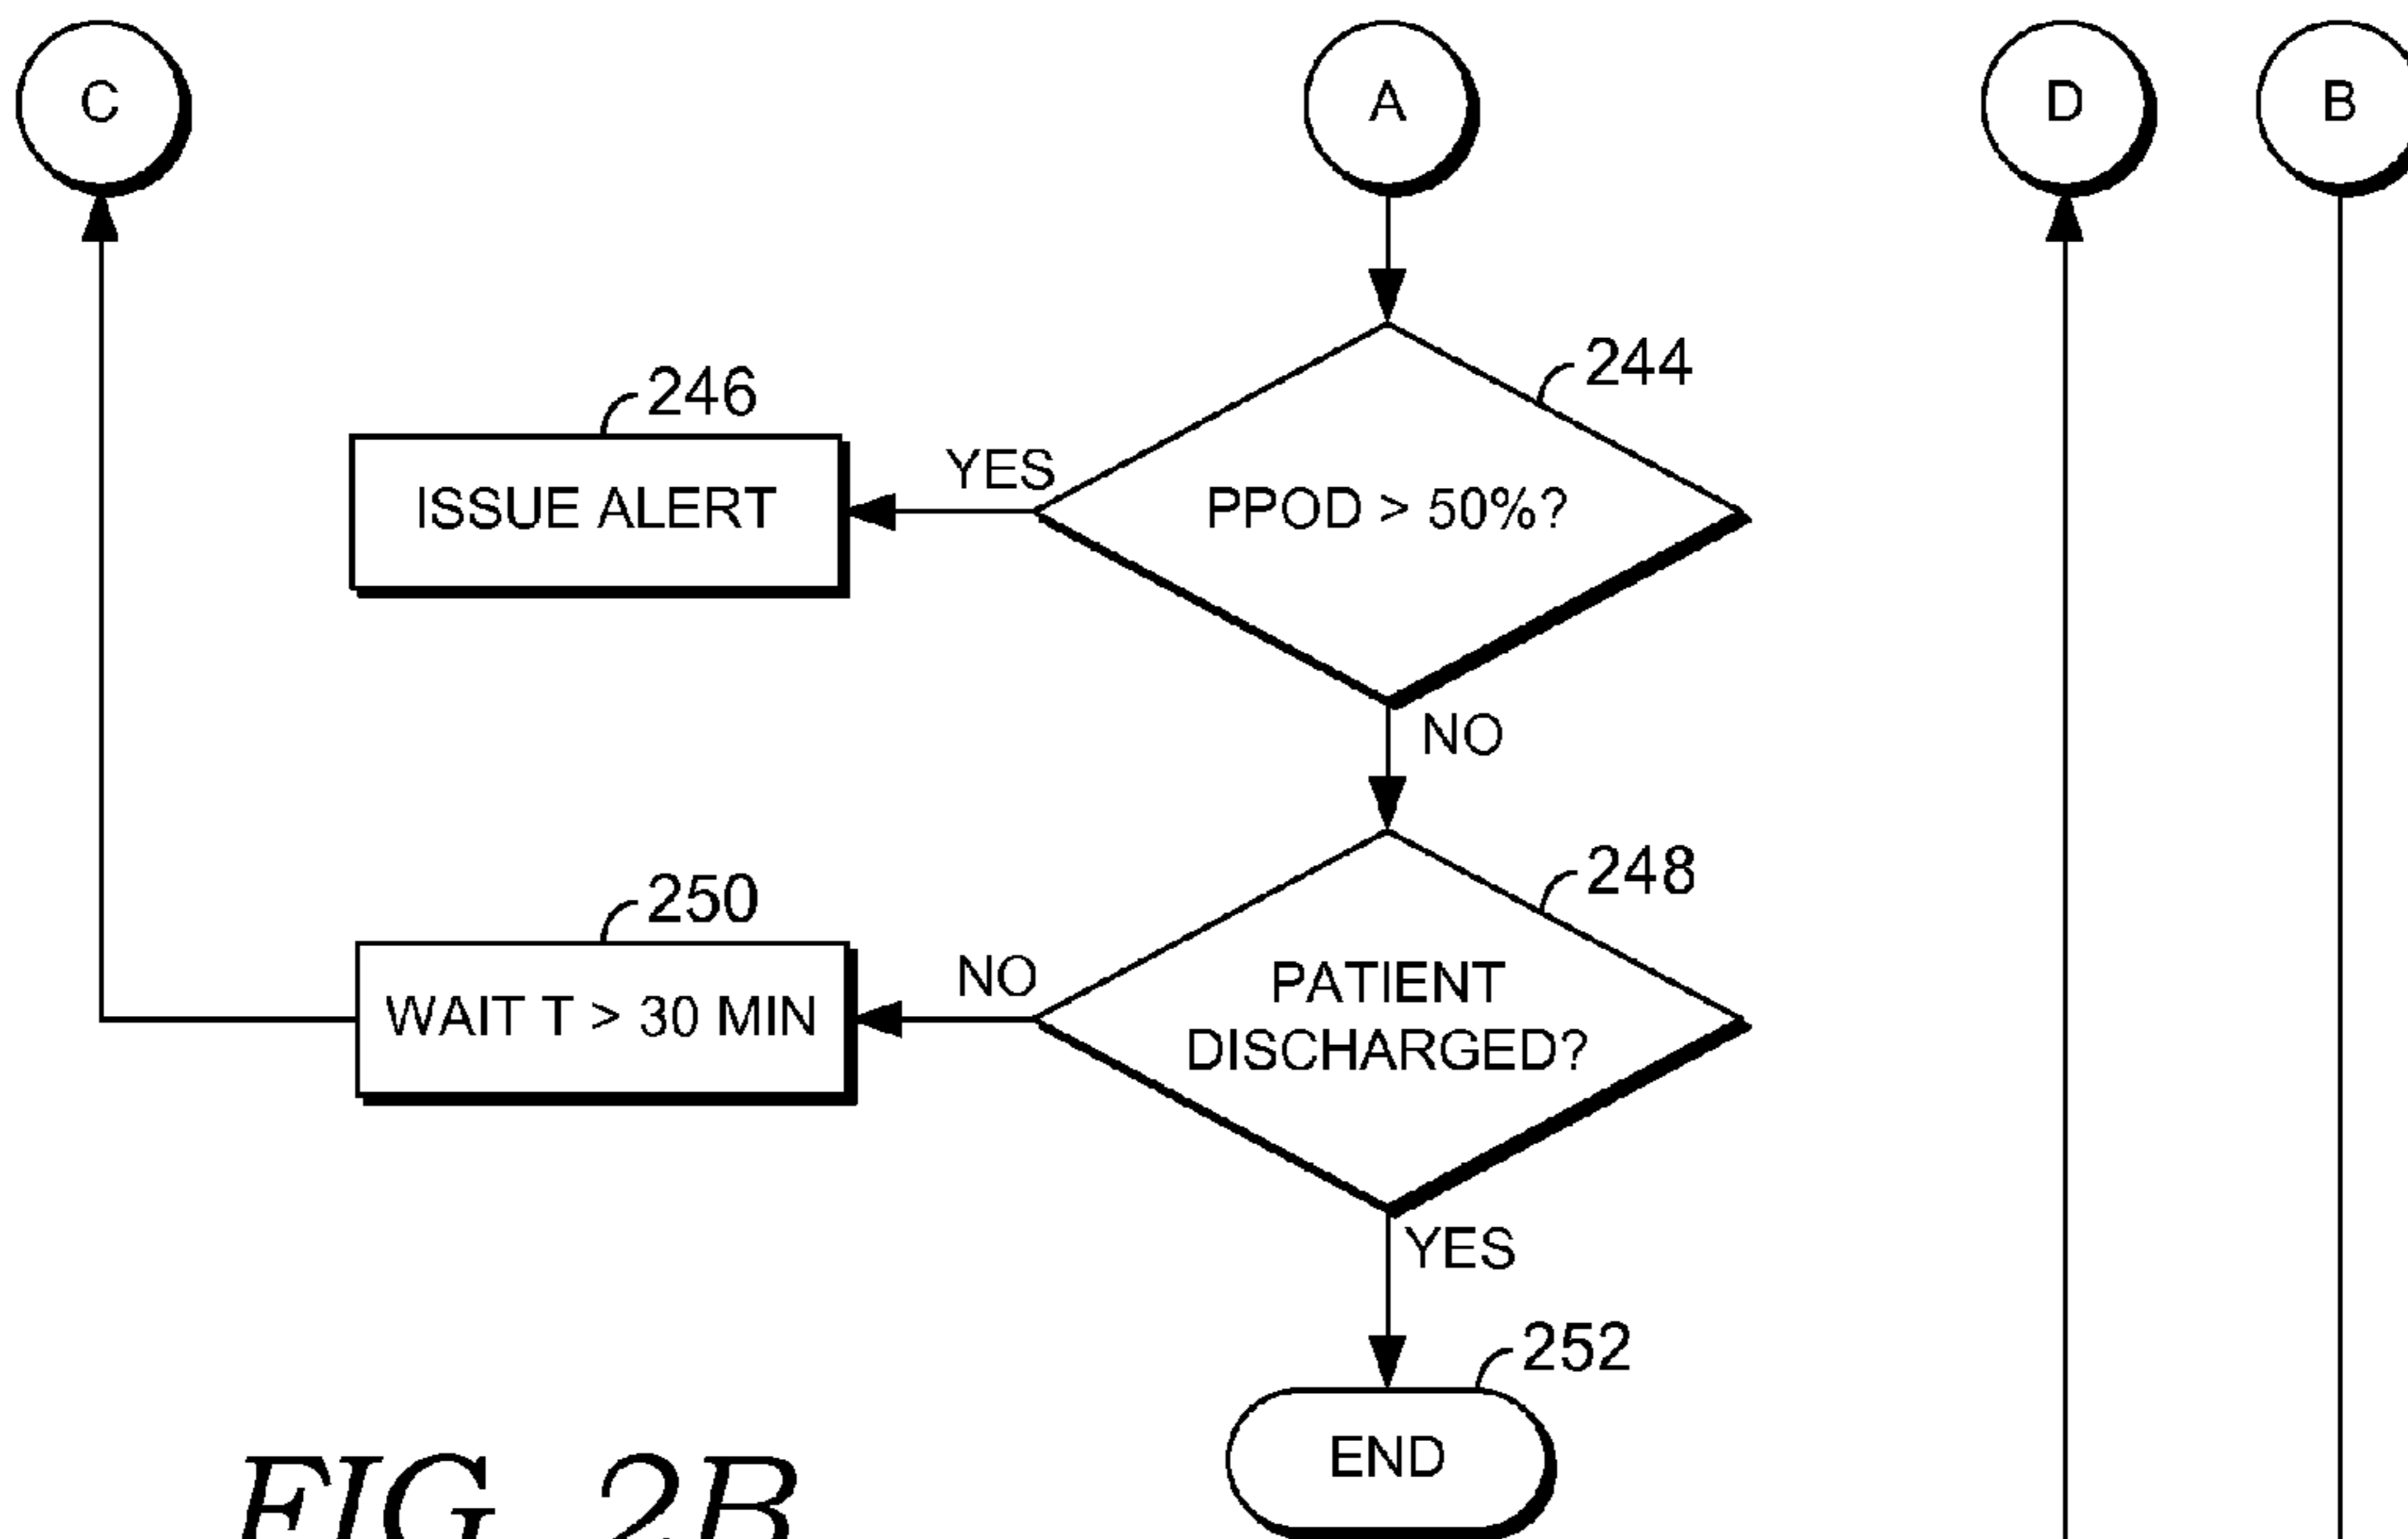 C
A
D
B
244
246
YES
ISSUE ALERT
PPOD > 50%?
NO
248
250
NO
WAIT T > 30 MIN
PATIENT
DISCHARGED?
YES
252
END
FIG. 2B